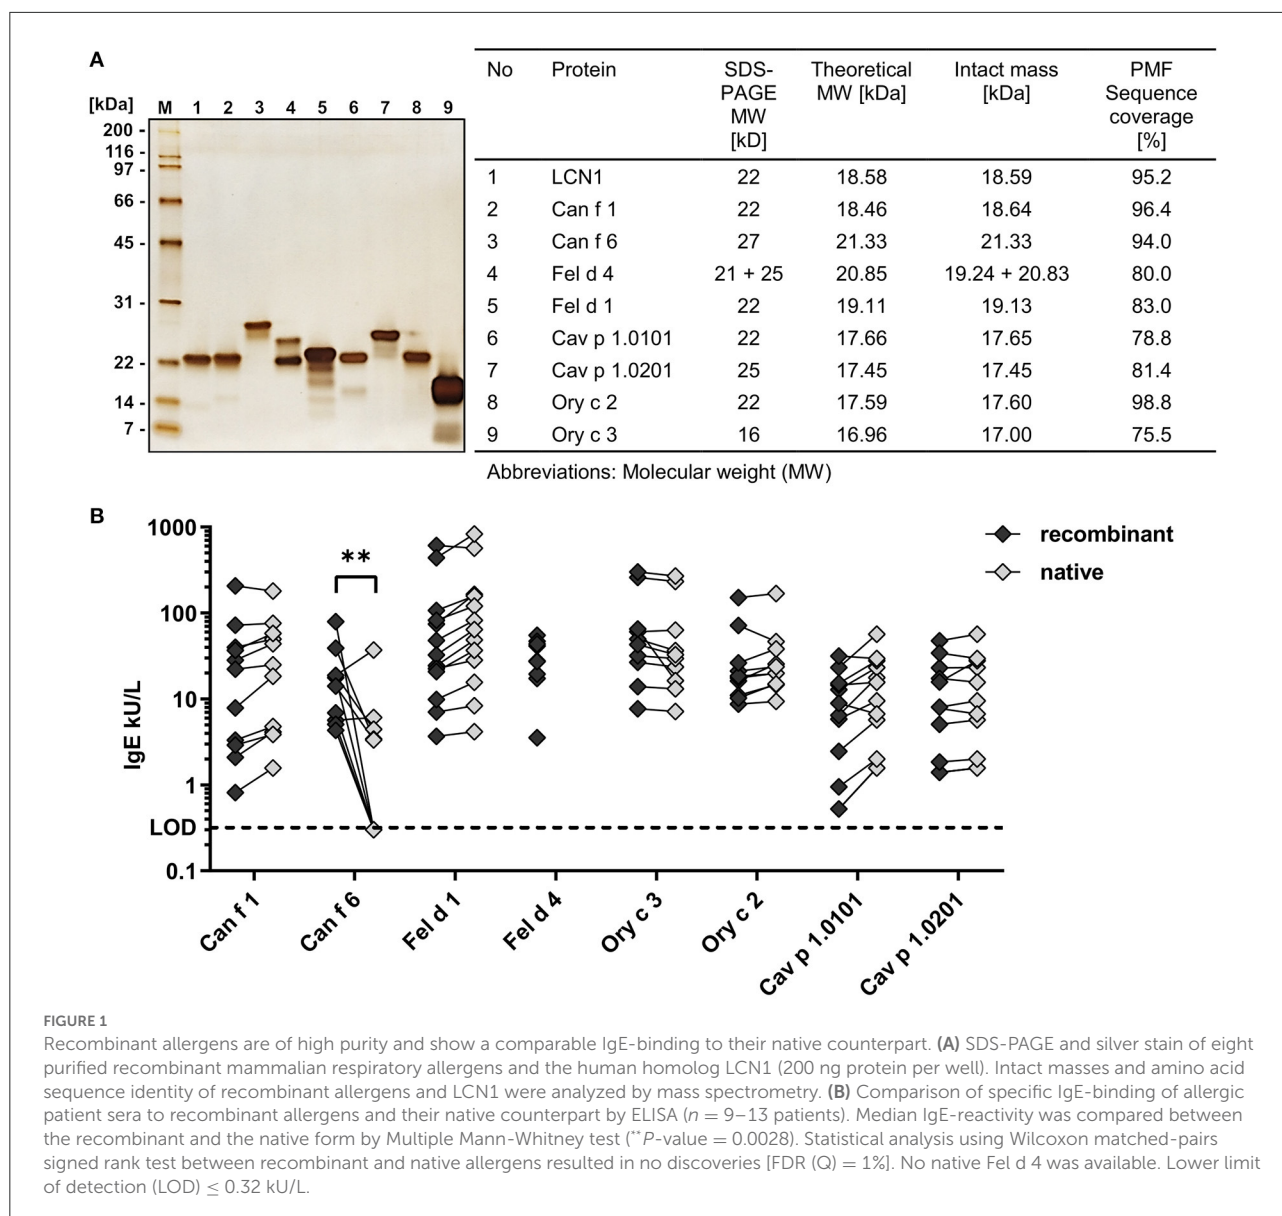 A
[kDa] M 1 2 3 4 5 6 7 8 9
200 -
116 -
97 -
66 -
45 -
31 -
22 -
14 -
7 -
No Protein SDS-PAGE MW [kD] Theoretical MW [kDa] Intact mass [kDa] PMF Sequence coverage [%]
1 LCN1 22 18.58 18.59 95.2
2 Can f 1 22 18.46 18.64 96.4
3 Can f 6 27 21.33 21.33 94.0
4 Fel d 4 21 + 25 20.85 19.24 + 20.83 80.0
5 Fel d 1 22 19.11 19.13 83.0
6 Cav p 1.0101 22 17.66 17.65 78.8
7 Cav p 1.0201 25 17.45 17.45 81.4
8 Ory c 2 22 17.59 17.60 98.8
9 Ory c 3 16 16.96 17.00 75.5
Abbreviations: Molecular weight (MW)
B
IgE kU/L
1000
100
10
1
LOD
0.1
**
recombinant
native
Can f 1
Can f 6
Fel d 1
Fel d 4
Ory c 3
Ory c 2
Cav p 1.0101
Cav p 1.0201
FIGURE 1
Recombinant allergens are of high purity and show a comparable IgE-binding to their native counterpart. (A) SDS-PAGE and silver stain of eight
purified recombinant mammalian respiratory allergens and the human homolog LCN1 (200 ng protein per well). Intact masses and amino acid
sequence identity of recombinant allergens and LCN1 were analyzed by mass spectrometry. (B) Comparison of specific IgE-binding of allergic
patient sera to recombinant allergens and their native counterpart by ELISA (n = 9–13 patients). Median IgE-reactivity was compared between
the recombinant and the native form by Multiple Mann-Whitney test (**P-value = 0.0028). Statistical analysis using Wilcoxon matched-pairs
signed rank test between recombinant and native allergens resulted in no discoveries [FDR (Q) = 1%]. No native Fel d 4 was available. Lower limit
of detection (LOD) ≤ 0.32 kU/L.